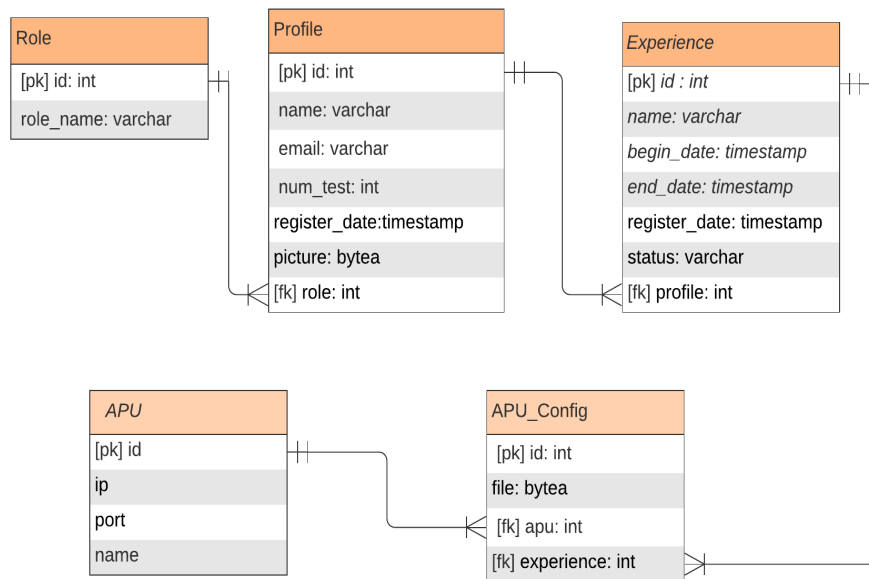 Role
[pk] id: int
role_name: varchar
Profile
[pk] id: int
name: varchar
email: varchar
num_test: int
register_date:timestamp
picture: bytea
[fk] role: int
Experience
[pk] id : int
name: varchar
begin_date: timestamp
end_date: timestamp
register_date: timestamp
status: varchar
[fk] profile: int
APU
[pk] id
ip
port
name
APU_Config
[pk] id: int
file: bytea
[fk] apu: int
[fk] experience: int